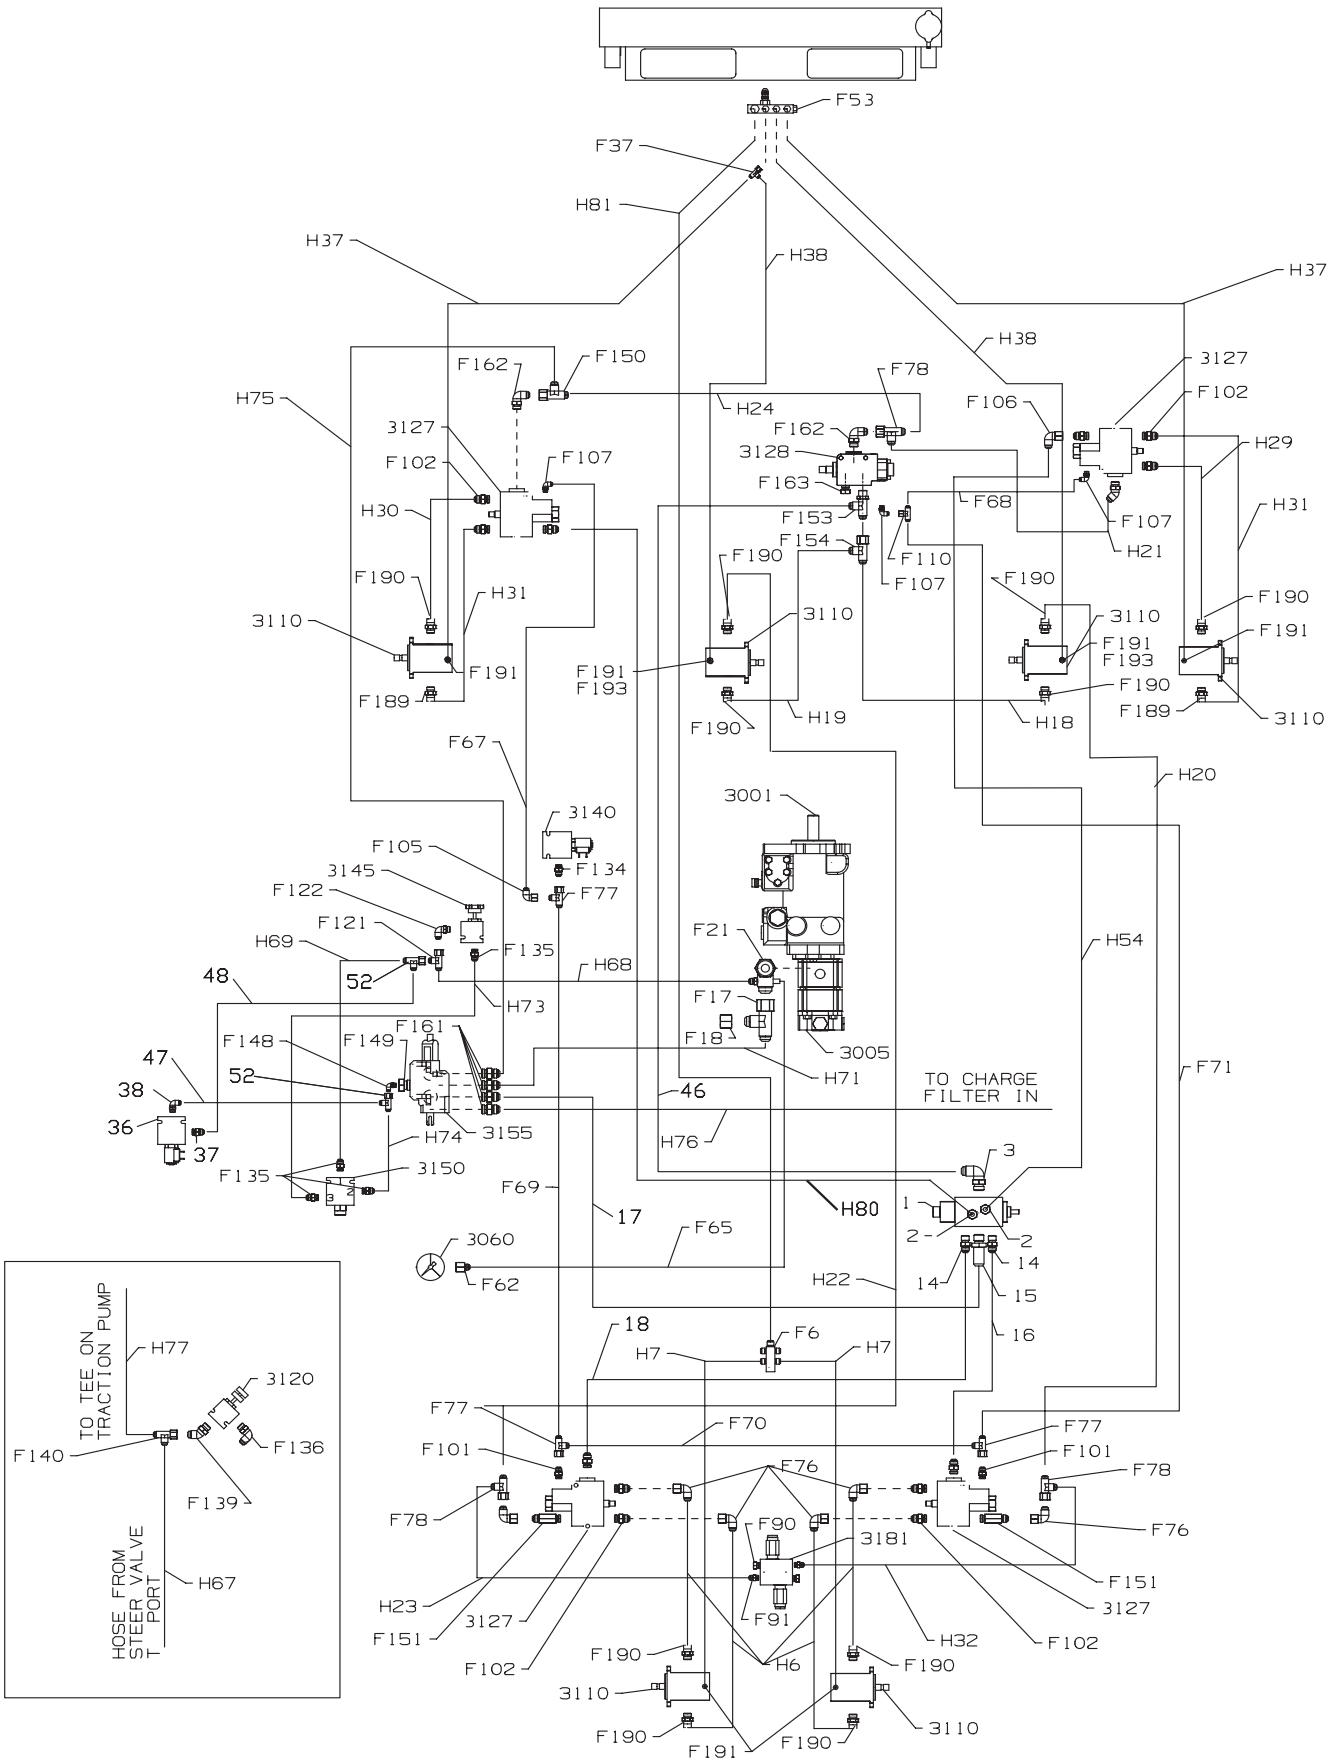 F53
F37
H81
H37
H38
H37
H38
F162
F150
F78
3127
H75
H24
F106
F102
3127
F162
3128
H29
F102
F107
F163
F68
H30
F153
F107
H31
F154
F110
H21
F190
F107
F190
F190
H31
F190
3110
3110
3110
F191
F191
F193
F191
F193
F191
F190
F189
F190
H19
H18
F189
3110
F67
H20
3001
3140
F105
F134
3145
F77
F122
F121
F21
H69
F135
H54
52
H68
48
H73
F17
F18
F161
F148
F149
3005
F71
47
52
H71
TO CHARGE
FILTER IN
38
46
36
37
H74
3155
H76
F135
3150
3
3 2
F69
1
17
H80
2
2
F65
3060
14
14
F62
H22
15
TO TEE ON
TRACTION PUMP
H77
18
F6
16
H7
H7
3120
F77
F70
F77
F140
F136
F101
F101
F76
F78
F139
F78
F90
3181
F76
HOSE FROM
STEER VALVE
T PORT
H67
F151
H23
F91
3127
3127
F151
H32
F102
F102
F190
H6
F190
3110
3110
F190
F191
F190